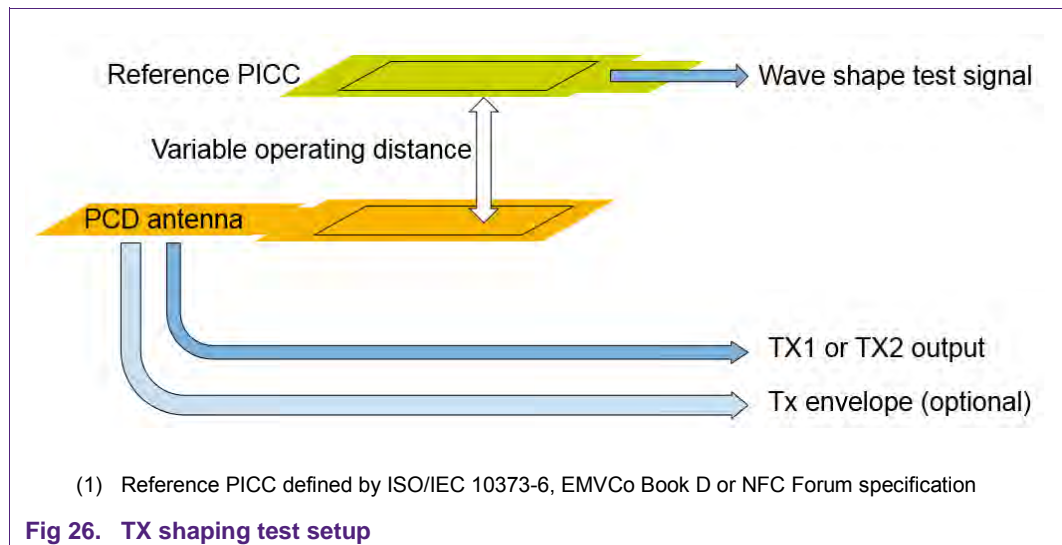 Reference PICC
Wave shape test signal
Variable operating distance
PCD antenna
TX1 or TX2 output
Tx envelope (optional)
(1) Reference PICC defined by ISO/IEC 10373-6, EMVCo Book D or NFC Forum specification
Fig 26. TX shaping test setup